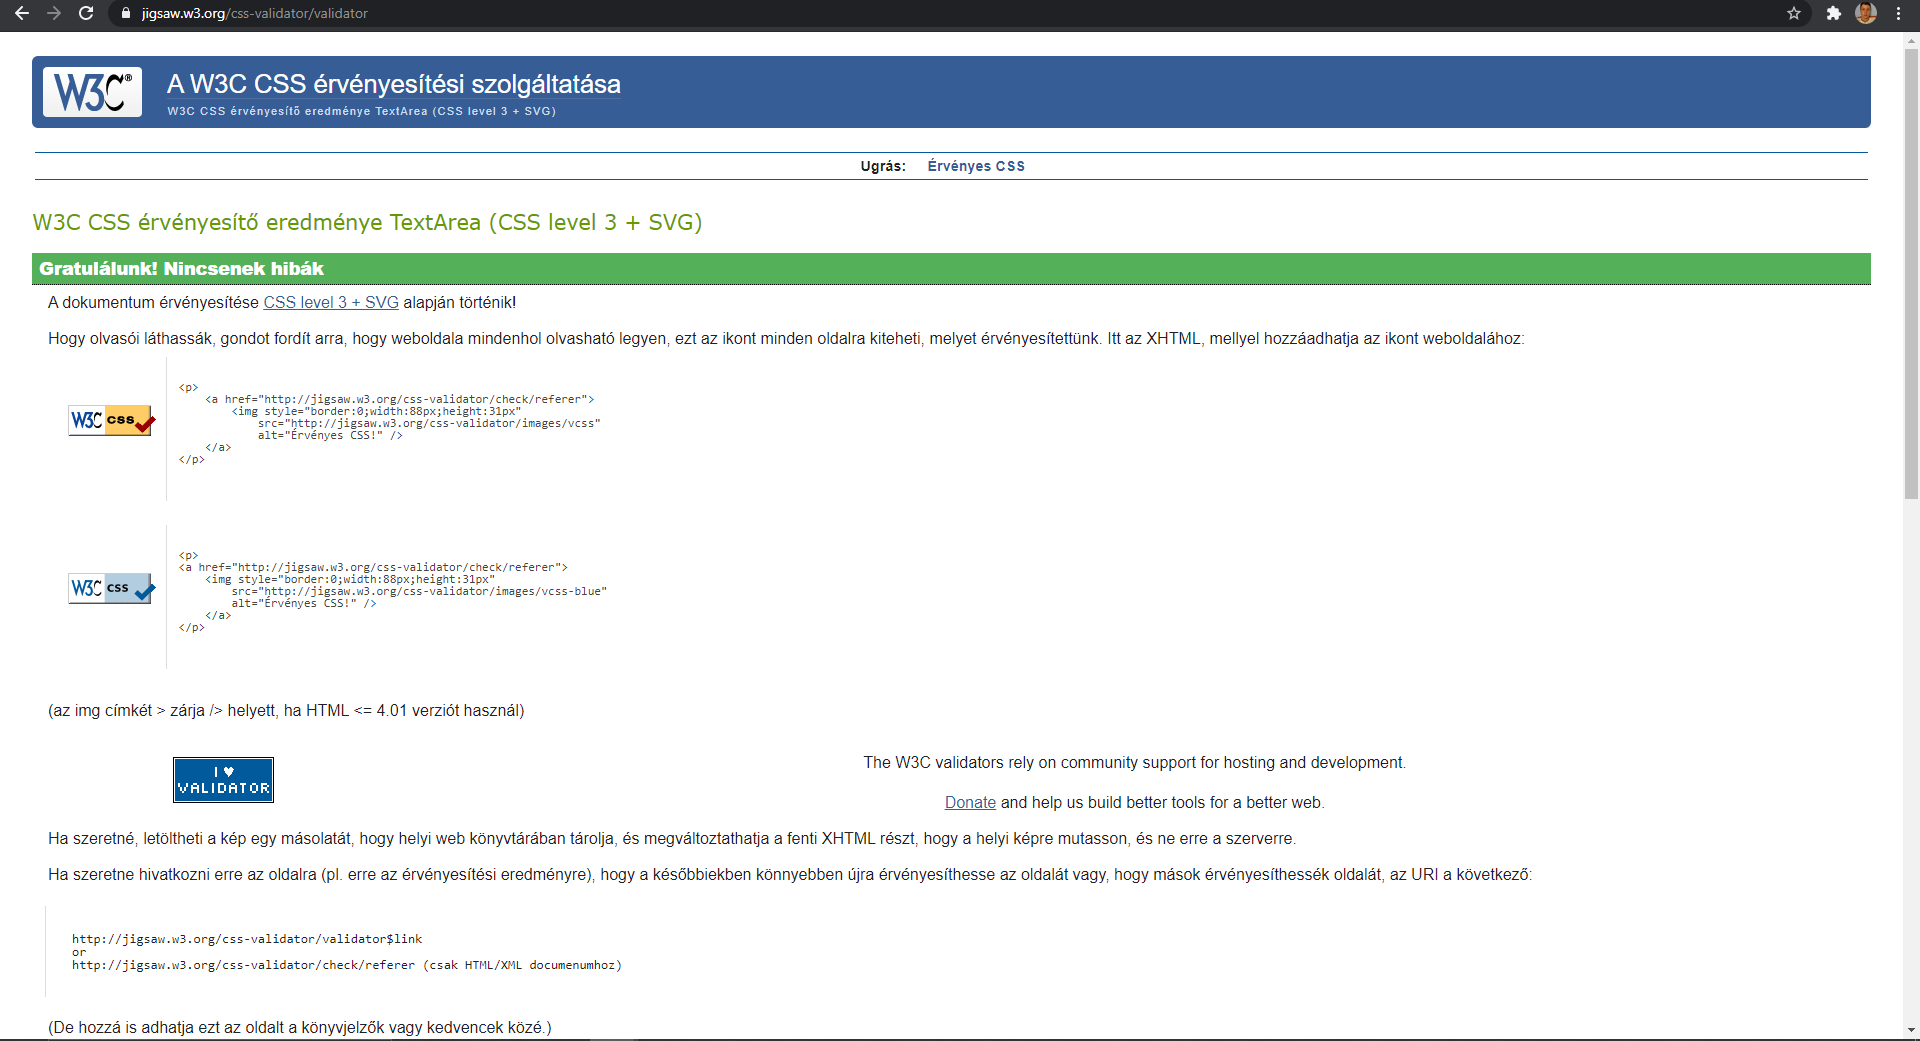 jigsaw.w3.org/css-validator/validator
W3C®
A W3C CSS érvényesítési szolgáltatása
W3C CSS érvényesítő eredménye TextArea (CSS level 3 + SVG)
Ugrás: Érvényes CSS
W3C CSS érvényesítő eredménye TextArea (CSS level 3 + SVG)
Gratulálunk! Nincsenek hibák
A dokumentum érvényesítése CSS level 3 + SVG alapján történik!
Hogy olvasói láthassák, gondot fordít arra, hogy weboldala mindenhol olvasható legyen, ezt az ikont minden oldalra kiteheti, melyet érvényesítettünk. Itt az XHTML, mellyel hozzáadhatja az ikont weboldalához:
W3C css
<p>
<a href="http://jigsaw.w3.org/css-validator/check/referer">
<img style="border:0;width:88px;height:31px"
src="http://jigsaw.w3.org/css-validator/images/vcss"
alt="Érvényes CSS!" />
</a>
</p>
W3C css
<p>
<a href="http://jigsaw.w3.org/css-validator/check/referer">
<img style="border:0;width:88px;height:31px"
src="http://jigsaw.w3.org/css-validator/images/vcss-blue"
alt="Érvényes CSS!" />
</a>
</p>
(az img címkét > zárja /> helyett, ha HTML <= 4.01 verziót használ)
I ♥
VALIDATOR
The W3C validators rely on community support for hosting and development.
Donate and help us build better tools for a better web.
Ha szeretné, letöltheti a kép egy másolatát, hogy helyi web könyvtárában tárolja, és megváltoztathatja a fenti XHTML részt, hogy a helyi képre mutasson, és ne erre a szerverre.
Ha szeretne hivatkozni erre az oldalra (pl. erre az érvényesítési eredményre), hogy a későbbiekben könnyebben újra érvényesíthesse az oldalát vagy, hogy mások érvényesíthessék oldalát, az URI a következő:
http://jigsaw.w3.org/css-validator/validator$link
or
http://jigsaw.w3.org/css-validator/check/referer (csak HTML/XML documenumhoz)
(De hozzá is adhatja ezt az oldalt a könyvjelzők vagy kedvencek közé.)